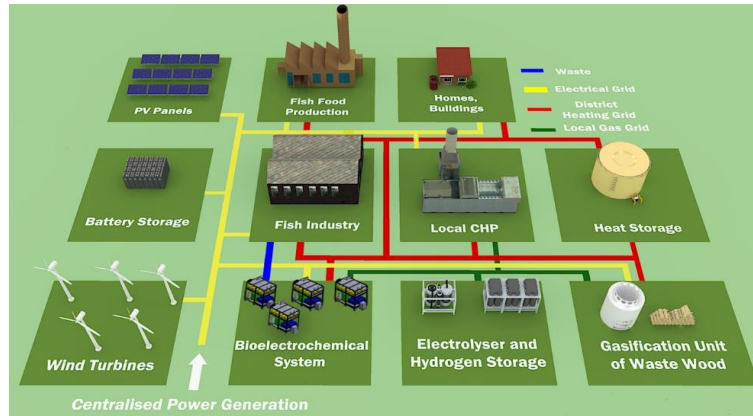 Waste
Electrical Grid
District
Heating Grid
Local Gas Grid
PV Panels
Fish Food
Production
Homes,
Buildings
Battery Storage
Fish Industry
Local CHP
Heat Storage
Wind Turbines
Bioelectrochemical
System
Electrolyser and
Hydrogen Storage
Gasification Unit
of Waste Wood
Centralised Power Generation